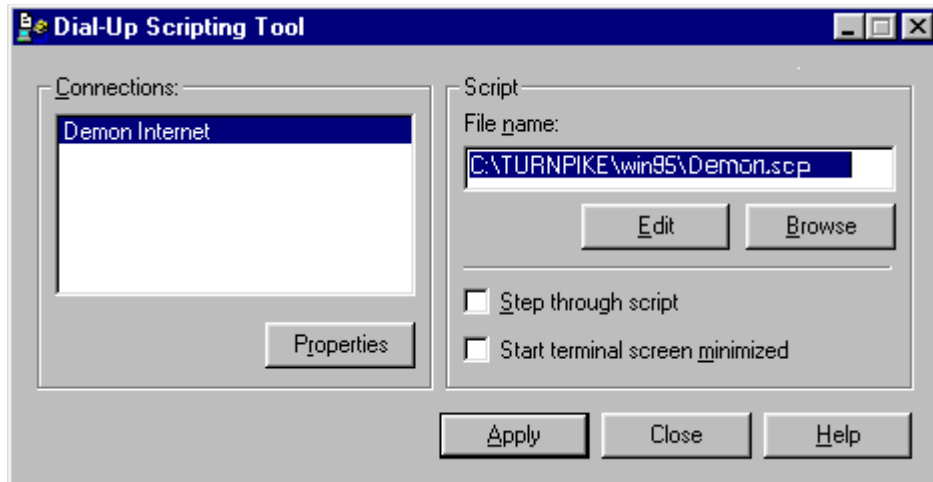 Dial-Up Scripting Tool
Connections:
Demon Internet
Properties
Script
File name:
C:\TURNPIKE\win95\Demon.scp
Edit Browse
Step through script
Start terminal screen minimized
Apply Close Help